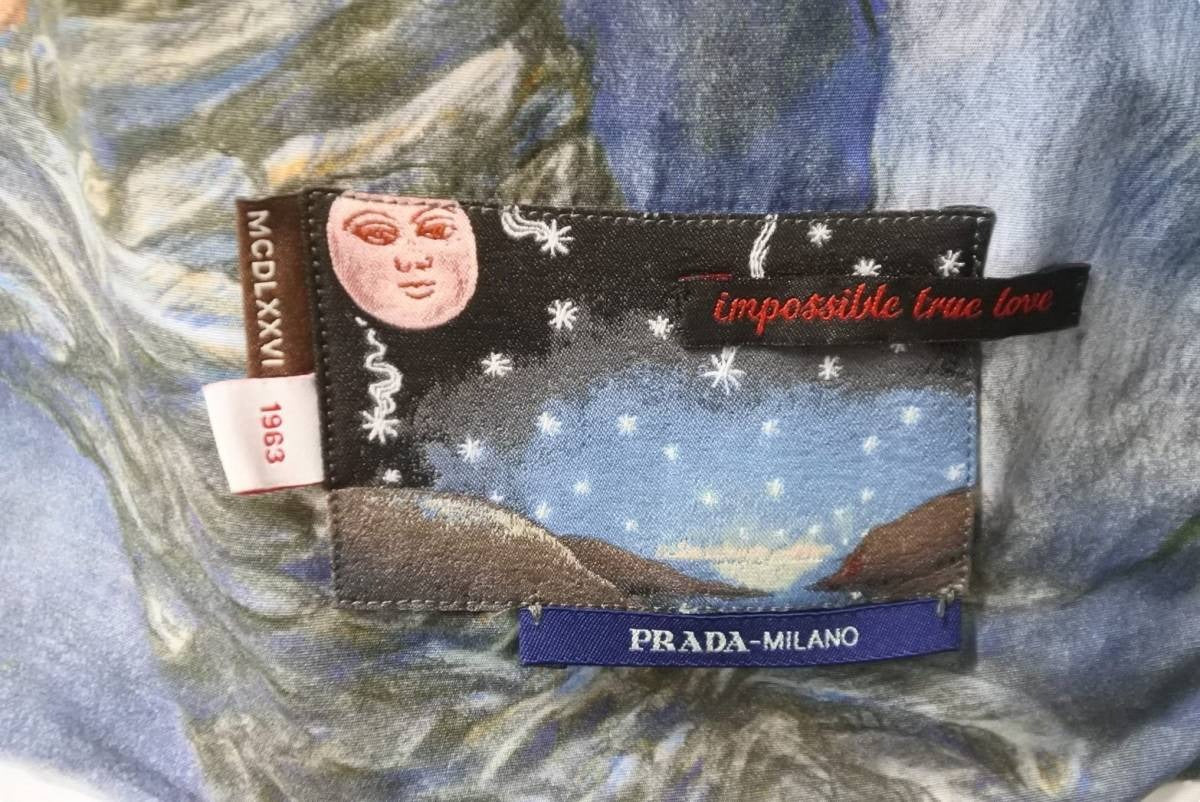 MCDLXXVI
1963
impossible true love
PRADA-MILANO